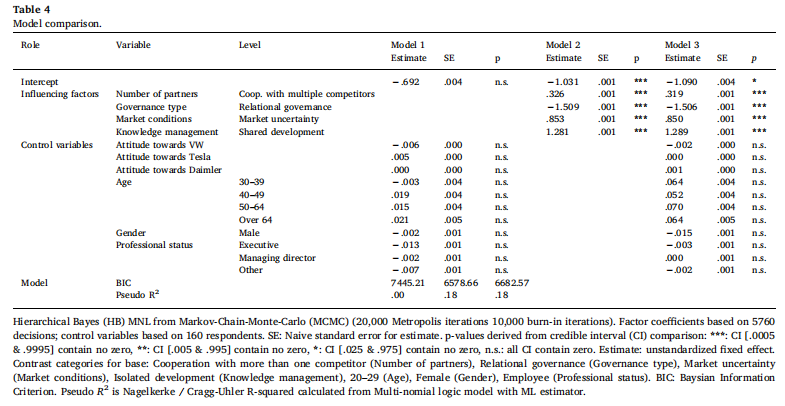 Table 4
Model comparison.
Role Variable Level Model 1 Model 2 Model 3
Estimate SE p Estimate SE p Estimate SE p
Intercept −.692 .004 n.s. −1.031 .001 *** −1.090 .004 *
Influencing factors Number of partners Coop. with multiple competitors .326 .001 *** .319 .001 ***
Governance type Relational governance −1.509 .001 *** −1.506 .001 ***
Market conditions Market uncertainty .853 .001 *** .850 .001 ***
Knowledge management Shared development 1.281 .001 *** 1.289 .001 ***
Control variables Attitude towards VW −.006 .000 n.s. −.002 .000 n.s.
Attitude towards Tesla .005 .000 n.s. .000 .000 n.s.
Attitude towards Daimler .000 .000 n.s. .001 .000 n.s.
Age 30–39 −.003 .004 n.s. .064 .004 n.s.
40–49 .019 .004 n.s. .052 .004 n.s.
50–64 .015 .004 n.s. .070 .004 n.s.
Over 64 .021 .005 n.s. .064 .005 n.s.
Gender Male −.002 .001 n.s. −.015 .001 n.s.
Professional status Executive −.013 .001 n.s. −.003 .001 n.s.
Managing director −.002 .001 n.s. .000 .001 n.s.
Other −.007 .001 n.s. −.002 .001 n.s.
Model BIC 7445.21 6578.66 6682.57
Pseudo R2 .00 .18 .18
Hierarchical Bayes (HB) MNL from Markov-Chain-Monte-Carlo (MCMC) (20,000 Metropolis iterations 10,000 burn-in iterations). Factor coefficients based on 5760
decisions; control variables based on 160 respondents. SE: Naive standard error for estimate. p-values derived from credible interval (CI) comparison: ***: CI [.0005
& .9995] contain no zero, **: CI [.005 & .995] contain no zero, *: CI [.025 & .975] contain no zero, n.s.: all CI contain zero. Estimate: unstandardized fixed effect.
Contrast categories for base: Cooperation with more than one competitor (Number of partners), Relational governance (Governance type), Market uncertainty
(Market conditions), Isolated development (Knowledge management), 20–29 (Age), Female (Gender), Employee (Professional status). BIC: Baysian Information
Criterion. Pseudo R2 is Nagelkerke / Cragg-Uhler R-squared calculated from Multi-nomial logic model with ML estimator.